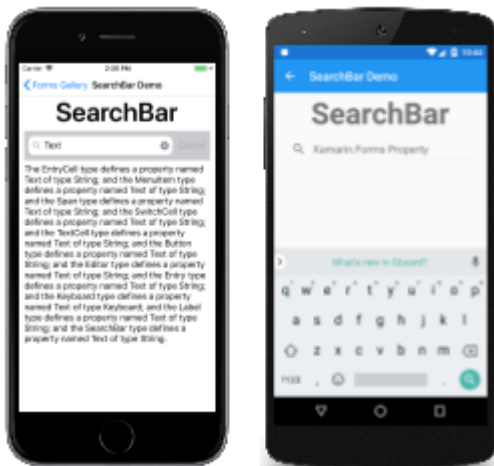 Carrier 2:35 PM
Forms Gallery SearchBar Demo
SearchBar
Text Cancel
The EntryCell type defines a property named
Text of type String; and the MenuItem type
defines a property named Text of type String;
and the Span type defines a property named
Text of type String; and the SwitchCell type
defines a property named Text of type String;
and the TextCell type defines a property
named Text of type String; and the Button
type defines a property named Text of type
String; and the Editor type defines a property
named Text of type String; and the Entry type
defines a property named Text of type String;
and the Keyboard type defines a property
named Text of type Keyboard; and the Label
type defines a property named Text of type
String; and the SearchBar type defines a
property named Text of type String.
10:44
SearchBar Demo
SearchBar
Xamarin.Forms Property
What's new in Gboard?
q w e r t y u i o p
a s d f g h j k l
z x c v b n m
?123 , .